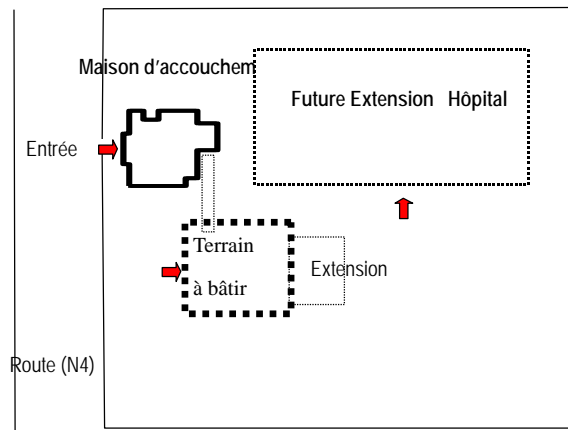 Maison d'accouchem
Future Extension Hôpital
Entrée
Terrain
à bâtir
Extension
Route (N4)